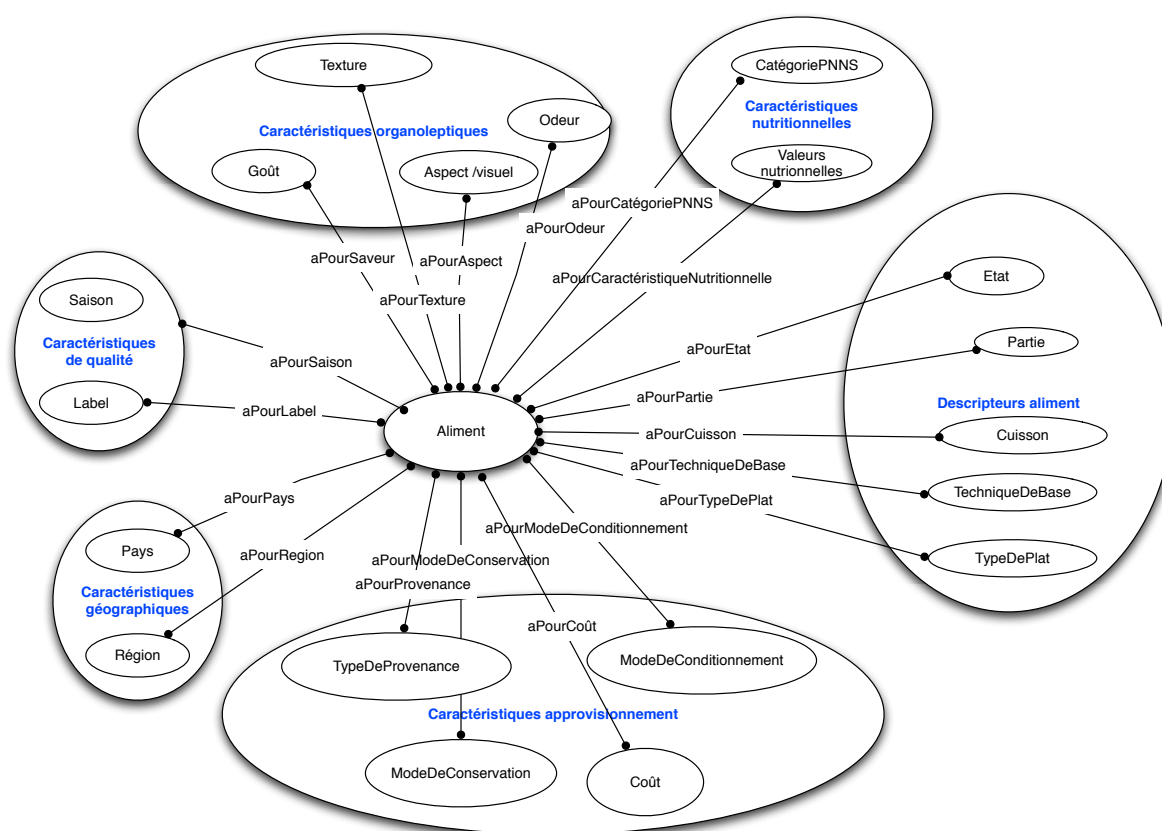 Texture
CatégoriePNNS
Caractéristiques
nutritionnelles
Odeur
Caractéristiques organoleptiques
Goût
Aspect /visuel
Valeurs
nutrionnelles
aPourCatégoriePNNS
aPourOdeur
aPourSaveur
aPourAspect
aPourCaractéristiqueNutritionnelle
Etat
Saison
aPourTexture
Caractéristiques
de qualité
Partie
aPourEtat
aPourSaison
aPourPartie
Label
aPourLabel
Descripteurs aliment
Aliment
aPourCuisson
Cuisson
aPourTechniqueDeBase
TechniqueDeBase
aPourPays
aPourTypeDePlat
aPourModeDeConditionnement
Pays
aPourRegion
aPourModeDeConservation
TypeDePlat
aPourProvenance
Caractéristiques
géographiques
aPourCoût
Région
TypeDeProvenance
ModeDeConditionnement
Caractéristiques approvisionnement
ModeDeConservation
Coût